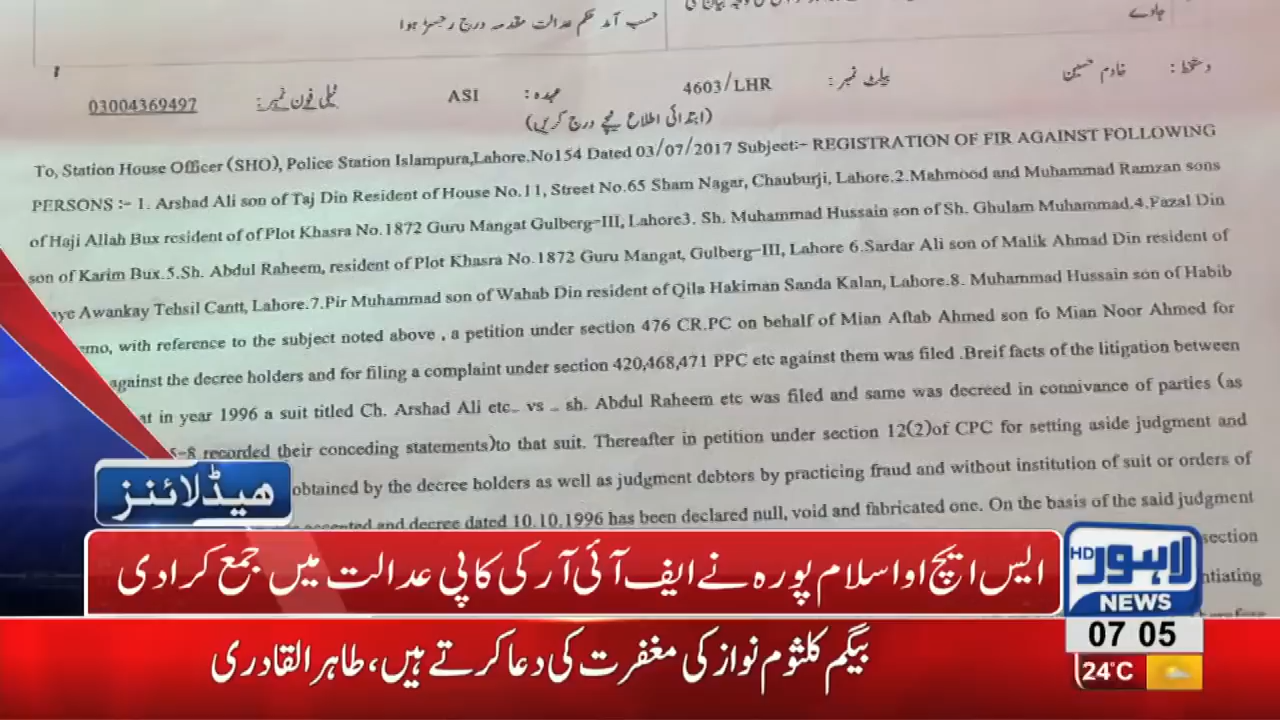 حسب آمد حکم عدالت مقدمہ درج رجسٹر ہوا
جاوے
دستخط: خادم حسین
بیلٹ نمبر: 4603/LHR
عہدہ: ASI
ٹیلی فون نمبر: 03004369497
(ابتدائی اطلاع نیچے درج کریں)
To, Station House Officer (SHO), Police Station Islampura,Lahore.No154 Dated 03/07/2017 Subject:- REGISTRATION OF FIR AGAINST FOLLOWING
PERSONS :- 1. Arshad Ali son of Taj Din Resident of House No.11, Street No.65 Sham Nagar, Chauburji, Lahore.2.Mahmood and Muhammad Ramzan sons
of Haji Allah Bux resident of of Plot Khasra No.1872 Guru Mangat Gulberg-III, Lahore3. Sh. Muhammad Hussain son of Sh. Ghulam Muhammad.4.Fazal Din
son of Karim Bux.5.Sh. Abdul Raheem, resident of Plot Khasra No.1872 Guru Mangat, Gulberg-III, Lahore 6.Sardar Ali son of Malik Ahmad Din resident of
Awankay Tehsil Cantt, Lahore.7.Pir Muhammad son of Wahab Din resident of Qila Hakiman Sanda Kalan, Lahore.8. Muhammad Hussain son of Habib
mo, with reference to the subject noted above , a petition under section 476 CR.PC on behalf of Mian Aftab Ahmed son fo Mian Noor Ahmed for
against the decree holders and for filing a complaint under section 420,468,471 PPC etc against them was filed .Breif facts of the litigation between
at in year 1996 a suit titled Ch. Arshad Ali etc.. vs .. sh. Abdul Raheem etc was filed and same was decreed in connivance of parties (as
5-8 recorded their conceding statements)to that suit. Thereafter in petition under section 12(2)of CPC for setting aside judgment and
obtained by the decree holders as well as judgment debtors by practicing fraud and without institution of suit or orders of
accepted and decree dated 10.10.1996 has been declared null, void and fabricated one. On the basis of the said judgment
section
ntiating
ہیڈلائنز
ایس ایچ او اسلام پورہ نے ایف آئی آر کی کاپی عدالت میں جمع کرا دی
بیگم کلثوم نواز کی مغفرت کی دعا کرتے ہیں، طاہر القادری
لاہور HD
NEWS
07 05
24°C